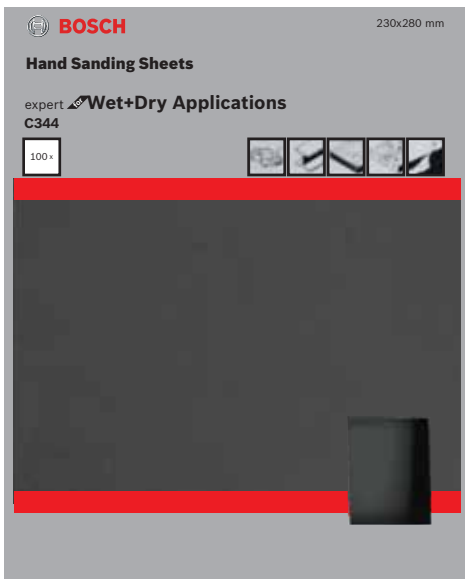 BOSCH
230x280 mm
Hand Sanding Sheets
expert for Wet+Dry Applications
C344
100 x